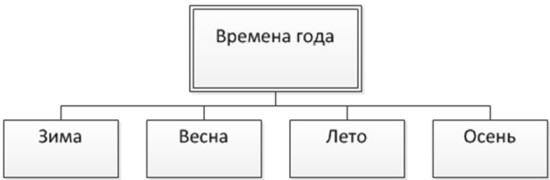 Времена года
Зима
Весна
Лето
Осень